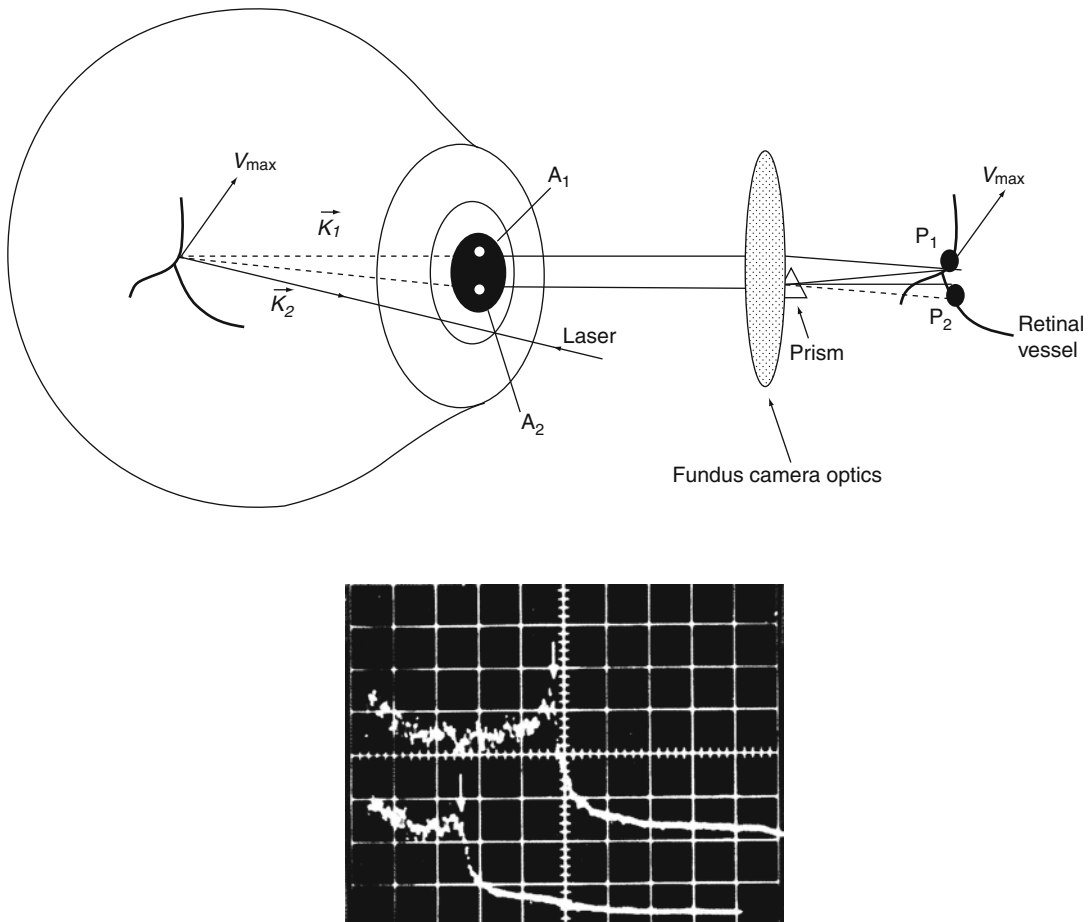 Vmax
A1
K1
K2
Laser
A2
Prism
Fundus camera optics
Vmax
P1
P2
Retinal
vessel